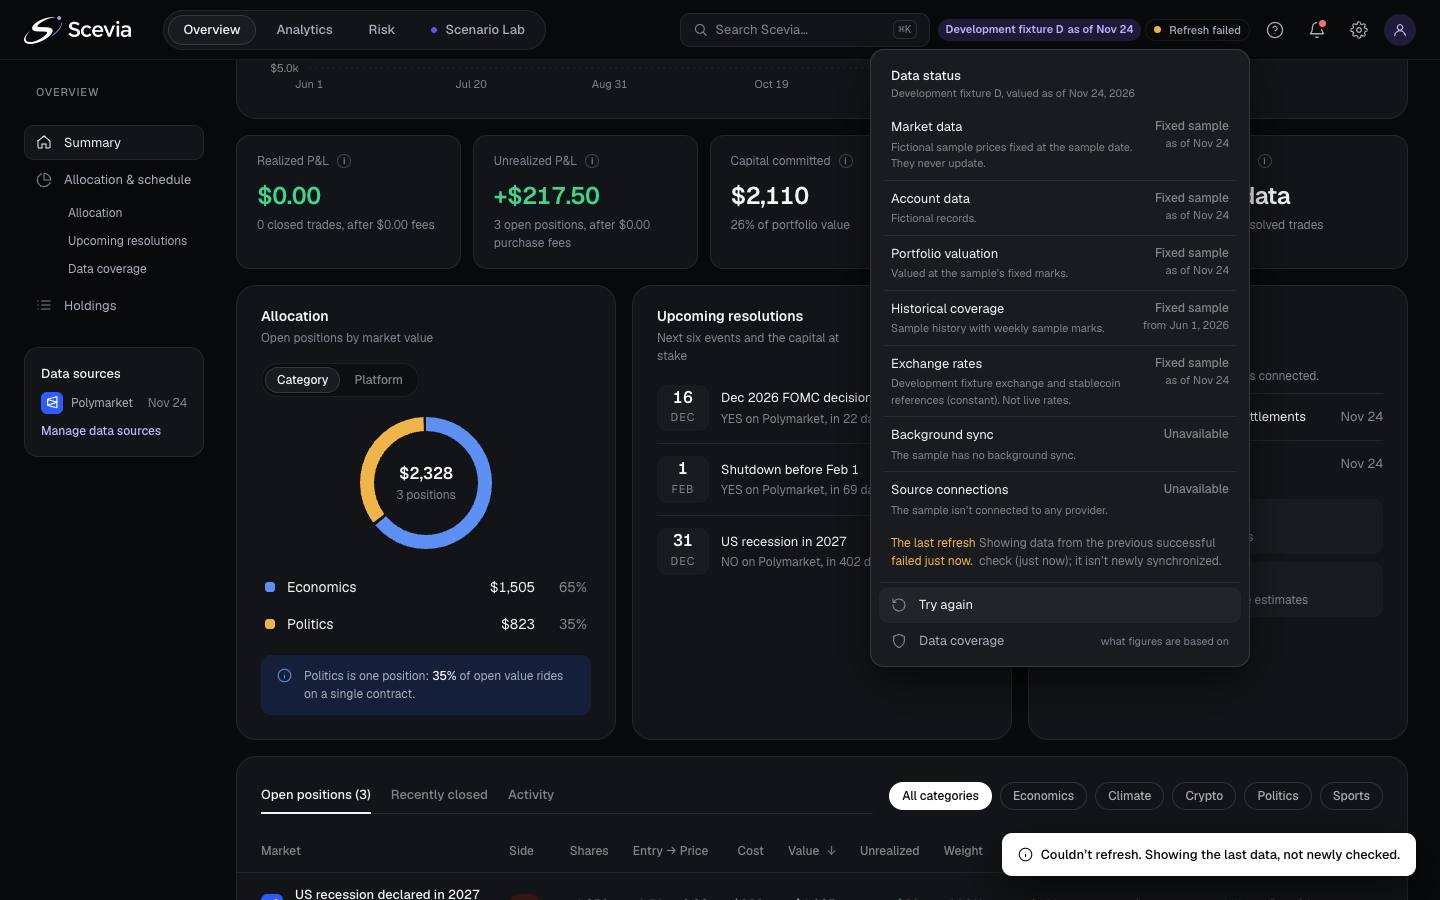 Scevia
Overview
Analytics
Risk
Scenario Lab
Search Scevia…
⌘K
Development fixture D as of Nov 24
Refresh failed
OVERVIEW
Summary
Allocation & schedule
Allocation
Upcoming resolutions
Data coverage
Holdings
Data sources
Polymarket Nov 24
Manage data sources
$5.0k
Jun 1 Jul 20 Aug 31 Oct 19
Realized P&L
$0.00
0 closed trades, after $0.00 fees
Unrealized P&L
+$217.50
3 open positions, after $0.00
purchase fees
Capital committed
$2,110
26% of portfolio value
Allocation
Open positions by market value
Category Platform
$2,328
3 positions
Economics $1,505 65%
Politics $823 35%
Politics is one position: 35% of open value rides
on a single contract.
Upcoming resolutions
Next six events and the capital at
stake
16 DEC
Dec 2026 FOMC decision
YES on Polymarket, in 22
1 FEB
Shutdown before Feb 1
YES on Polymarket, in 69
31 DEC
US recession in 2027
NO on Polymarket, in 402
connected.
Nov 24
Nov 24
estimates
trades
Data status
Development fixture D, valued as of Nov 24, 2026
Market data Fixed sample
Fictional sample prices fixed at the sample date. as of Nov 24
They never update.
Account data Fixed sample
Fictional records. as of Nov 24
Portfolio valuation Fixed sample
Valued at the sample's fixed marks. as of Nov 24
Historical coverage Fixed sample
Sample history with weekly sample marks. from Jun 1, 2026
Exchange rates Fixed sample
Development fixture exchange and stablecoin as of Nov 24
references (constant). Not live rates.
Background sync Unavailable
The sample has no background sync.
Source connections Unavailable
The sample isn't connected to any provider.
The last refresh failed just now.
Showing data from the previous successful
check (just now); it isn't newly synchronized.
Try again
Data coverage what figures are based on
Open positions (3) Recently closed Activity
All categories Economics Climate Crypto Politics Sports
Market Side Shares Entry → Price Cost Value ↓ Unrealized Weight
US recession declared in 2027
Couldn't refresh. Showing the last data, not newly checked.